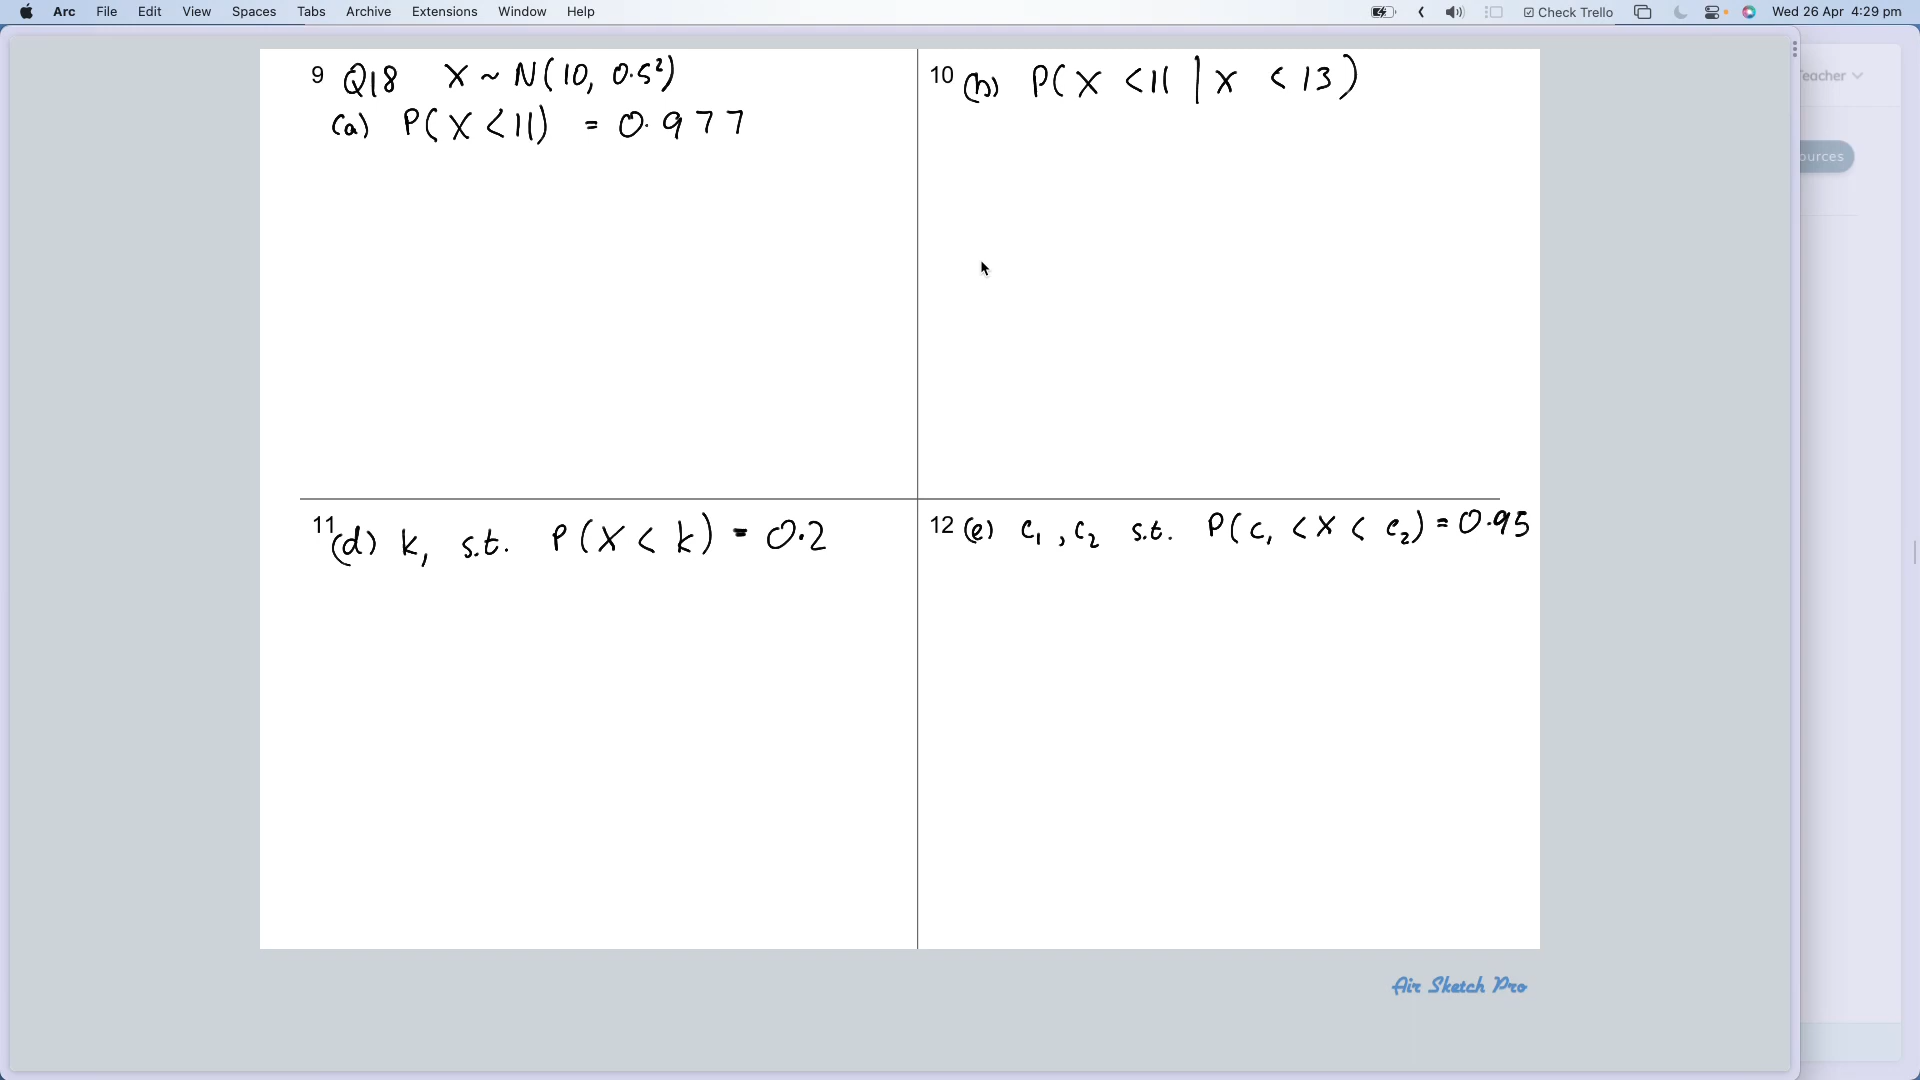 Arc File Edit View Spaces Tabs Archive Extensions Window Help
Check Trello Wed 26 Apr 4:29 pm
9 Q18 X ~ N(10, 0.5²)
(a) P(X < 11) = 0.977
10 (b) P(X < 11 | X < 13)
11 (d) k, s.t. P(X < k) = 0.2
12 (e) c₁, c₂ s.t. P(c₁ < X < c₂) = 0.95
Air Sketch Pro